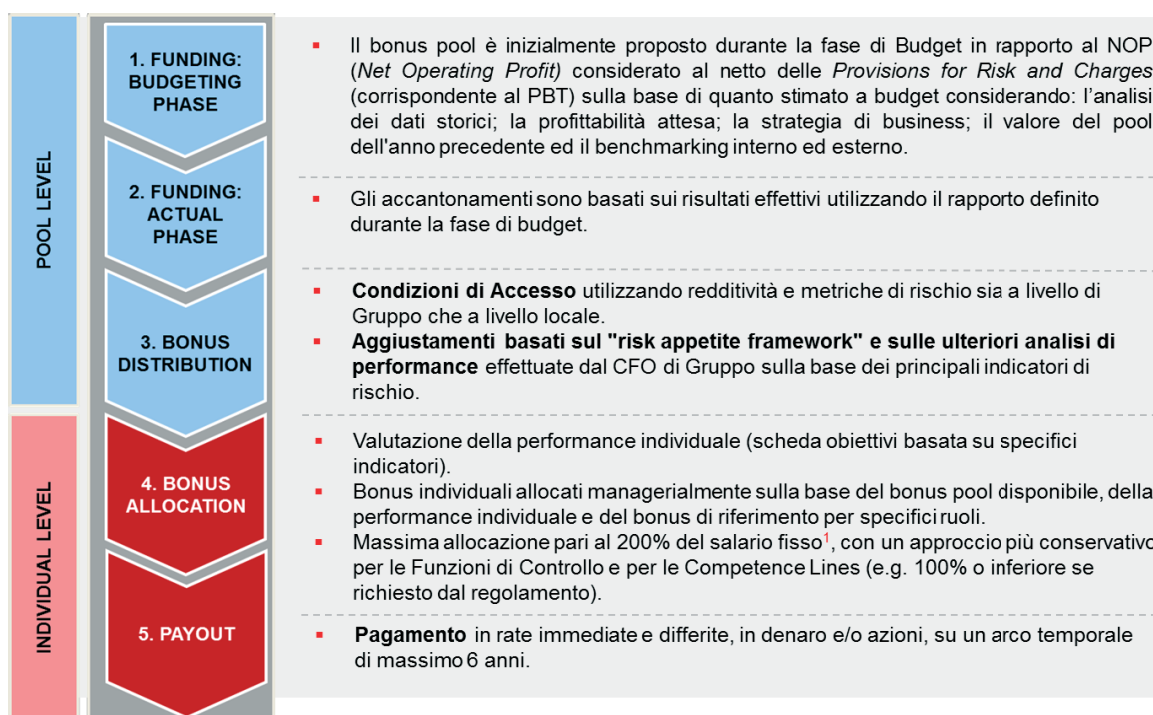 POOL LEVEL
1. FUNDING:
BUDGETING
PHASE
▪ Il bonus pool è inizialmente proposto durante la fase di Budget in rapporto al NOP
(Net Operating Profit) considerato al netto delle Provisions for Risk and Charges
(corrispondente al PBT) sulla base di quanto stimato a budget considerando: l'analisi
dei dati storici; la profittabilità attesa; la strategia di business; il valore del pool
dell'anno precedente ed il benchmarking interno ed esterno.
2. FUNDING:
ACTUAL
PHASE
▪ Gli accantonamenti sono basati sui risultati effettivi utilizzando il rapporto definito
durante la fase di budget.
3. BONUS
DISTRIBUTION
▪ Condizioni di Accesso utilizzando redditività e metriche di rischio sia a livello di
Gruppo che a livello locale.
▪ Aggiustamenti basati sul "risk appetite framework" e sulle ulteriori analisi di
performance effettuate dal CFO di Gruppo sulla base dei principali indicatori di
rischio.
INDIVIDUAL LEVEL
4. BONUS
ALLOCATION
▪ Valutazione della performance individuale (scheda obiettivi basata su specifici
indicatori).
▪ Bonus individuali allocati managerialmente sulla base del bonus pool disponibile, della
performance individuale e del bonus di riferimento per specifici ruoli.
▪ Massima allocazione pari al 200% del salario fisso¹, con un approccio più conservativo
per le Funzioni di Controllo e per le Competence Lines (e.g. 100% o inferiore se
richiesto dal regolamento).
5. PAYOUT
▪ Pagamento in rate immediate e differite, in denaro e/o azioni, su un arco temporale
di massimo 6 anni.